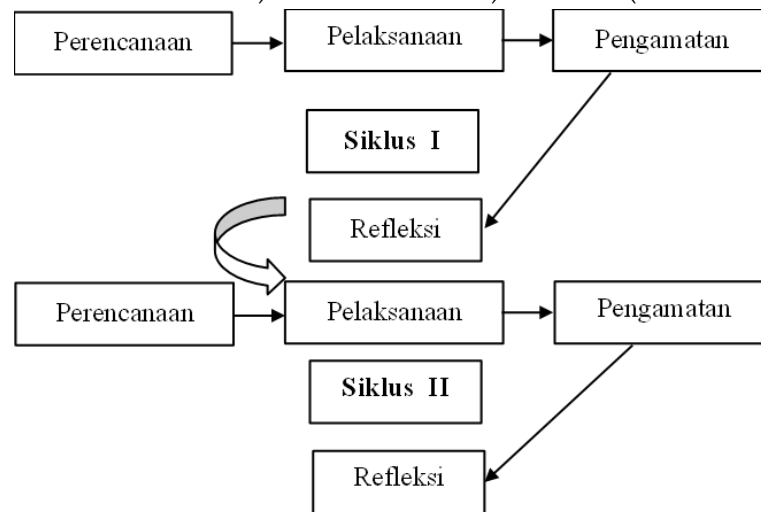 Perencanaan
Pelaksanaan
Pengamatan
Siklus I
Refleksi
Perencanaan
Pelaksanaan
Pengamatan
Siklus II
Refleksi